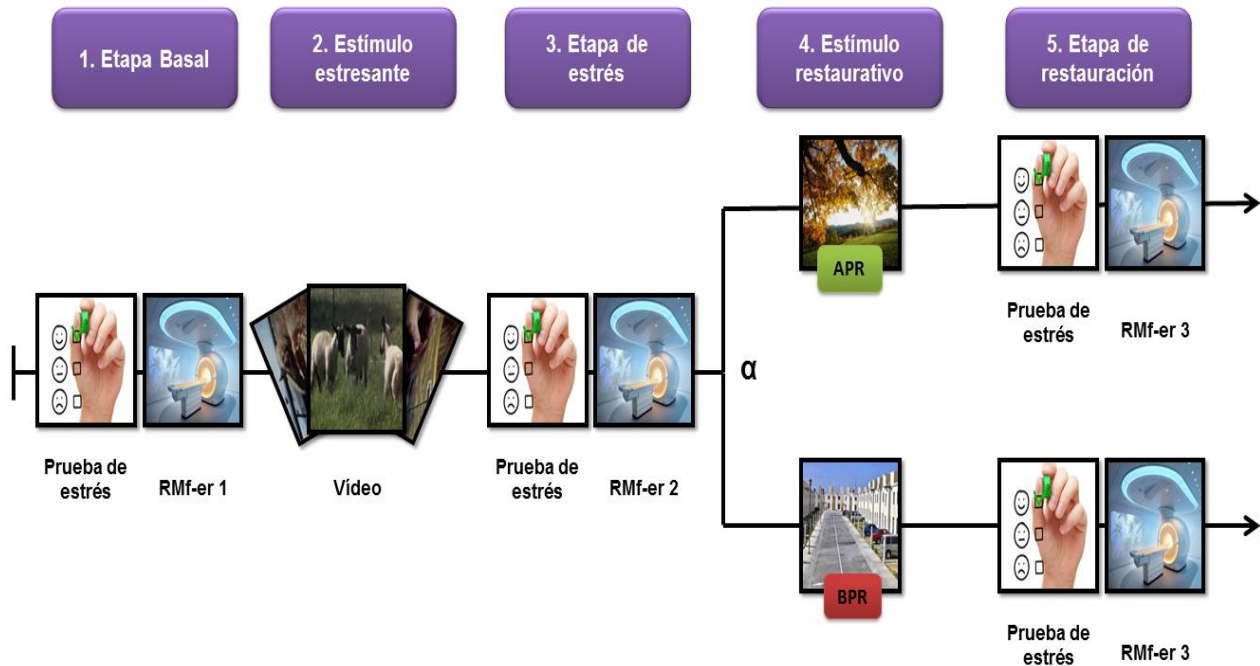 1. Etapa Basal
2. Estímulo
estresante
3. Etapa de
estrés
4. Estímulo
restaurativo
5. Etapa de
restauración
APR
Prueba de
estrés
RMf-er 3
α
Prueba de
estrés
RMf-er 1
Vídeo
Prueba de
estrés
RMf-er 2
BPR
Prueba de
estrés
RMf-er 3